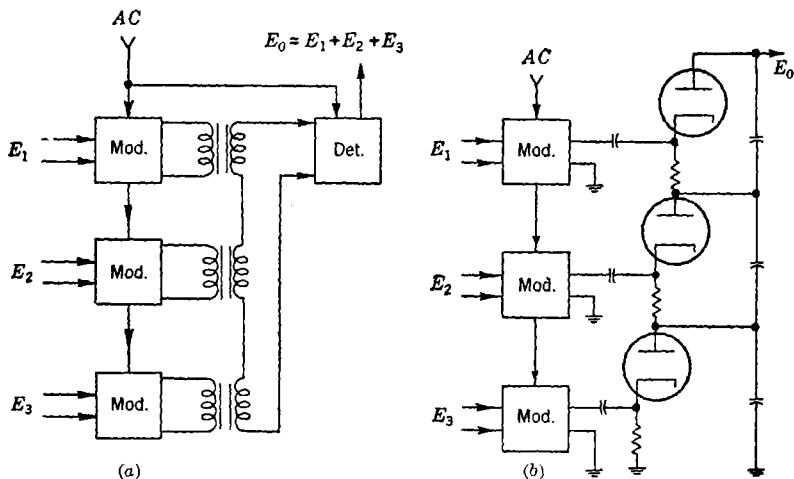 AC
E₀ ≈ E₁ + E₂ + E₃
E₁
Mod.
Det.
E₂
Mod.
E₃
Mod.
(a)
AC
E₀
E₁
Mod.
E₂
Mod.
E₃
Mod.
(b)